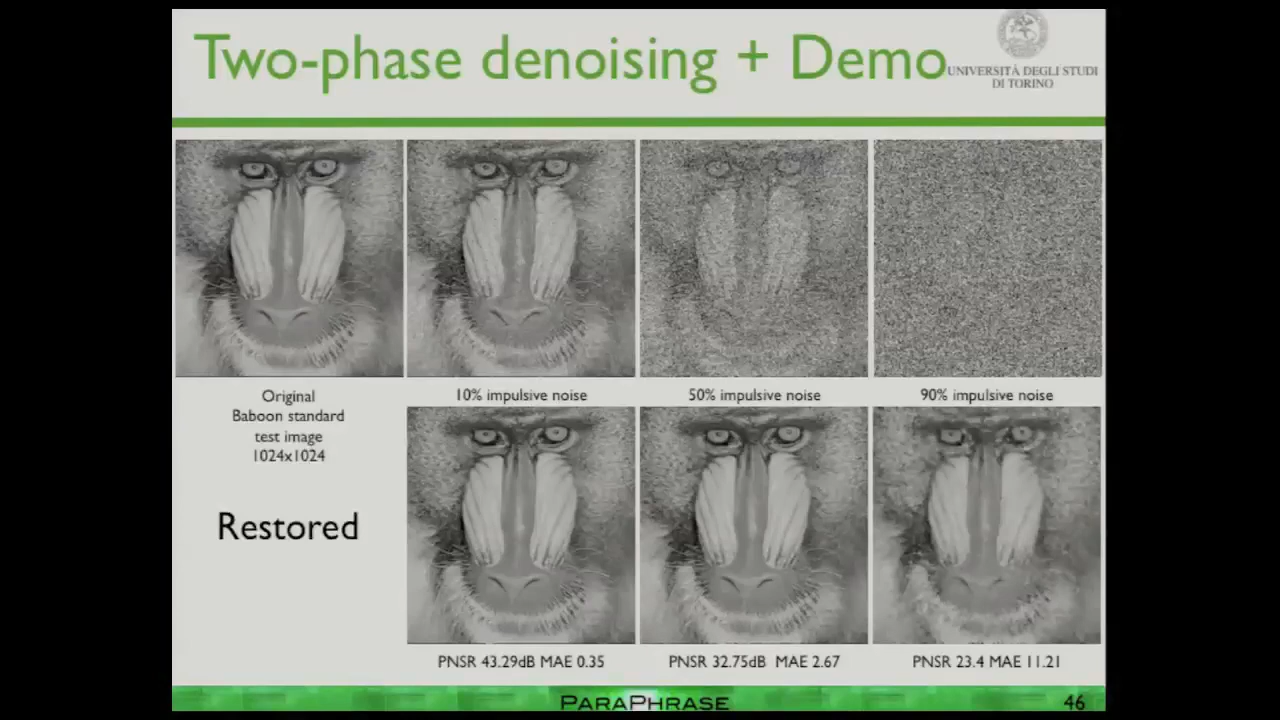 Two-phase denoising + Demo
UNIVERSITÀ DEGLI STUDI
DI TORINO
Original
Baboon standard
test image
1024x1024
10% impulsive noise
50% impulsive noise
90% impulsive noise
Restored
PNSR 43.29dB MAE 0.35
PNSR 32.75dB MAE 2.67
PNSR 23.4 MAE 11.21
PARAPHRASE
46